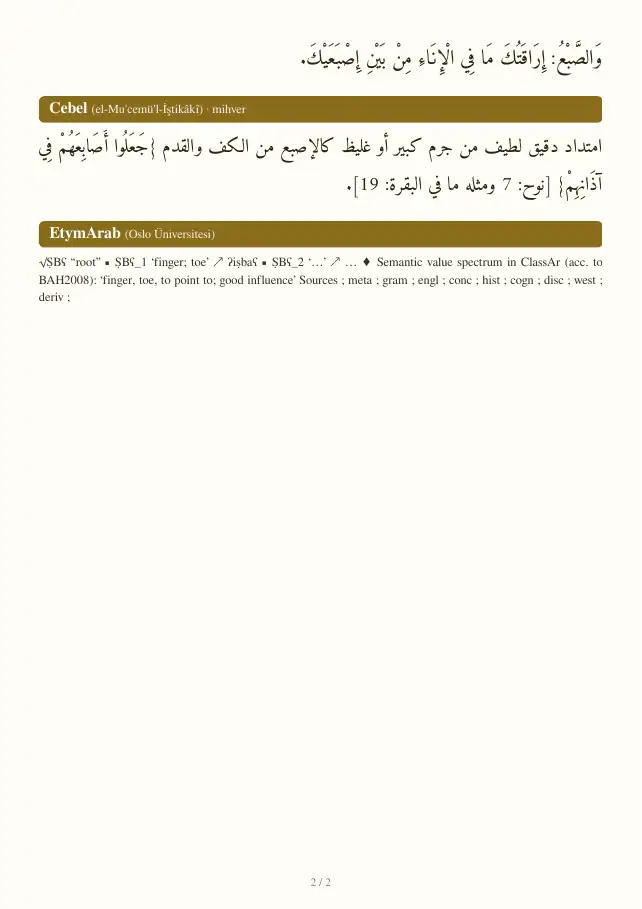 وَالصَّبْعُ: إِرَاقَتُكَ مَا فِي الْإِنَاءِ مِنْ بَيْنِ إِصْبَعَيْكَ.
Cebel (el-Mu'cemü'l-İştikâkî) · mihver
امتداد دقيق لطيف من جرم كبير أو غليظ كالإصبع من الكف والقدم {جَعَلُوا أَصَابِعَهُمْ فِي
آذَانِهِمْ} [نوح: 7 ومثله ما في البقرة: 19].
EtymArab (Oslo Üniversitesi)
√ṢBʕ “root” ▪ ṢBʕ_1 ‘finger; toe’ ↗ ʔiṣbaʕ ▪ ṢBʕ_2 ‘…’ ↗ … ♦ Semantic value spectrum in ClassAr (acc. to
BAH2008): ‘finger, toe, to point to; good influence’ Sources ; meta ; gram ; engl ; conc ; hist ; cogn ; disc ; west ;
deriv ;
2 / 2